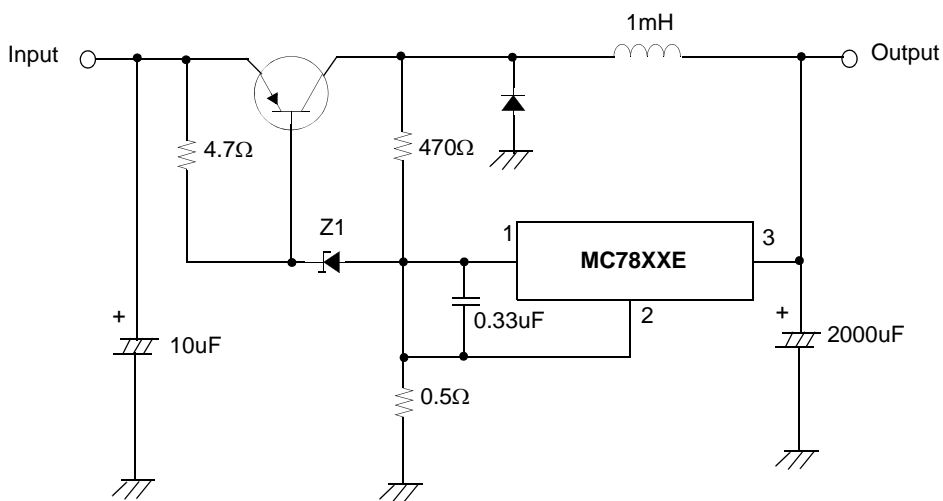 1mH
Input
Output
4.7Ω
470Ω
Z1
1
3
MC78XXE
+
0.33uF
2
+
10uF
2000uF
0.5Ω